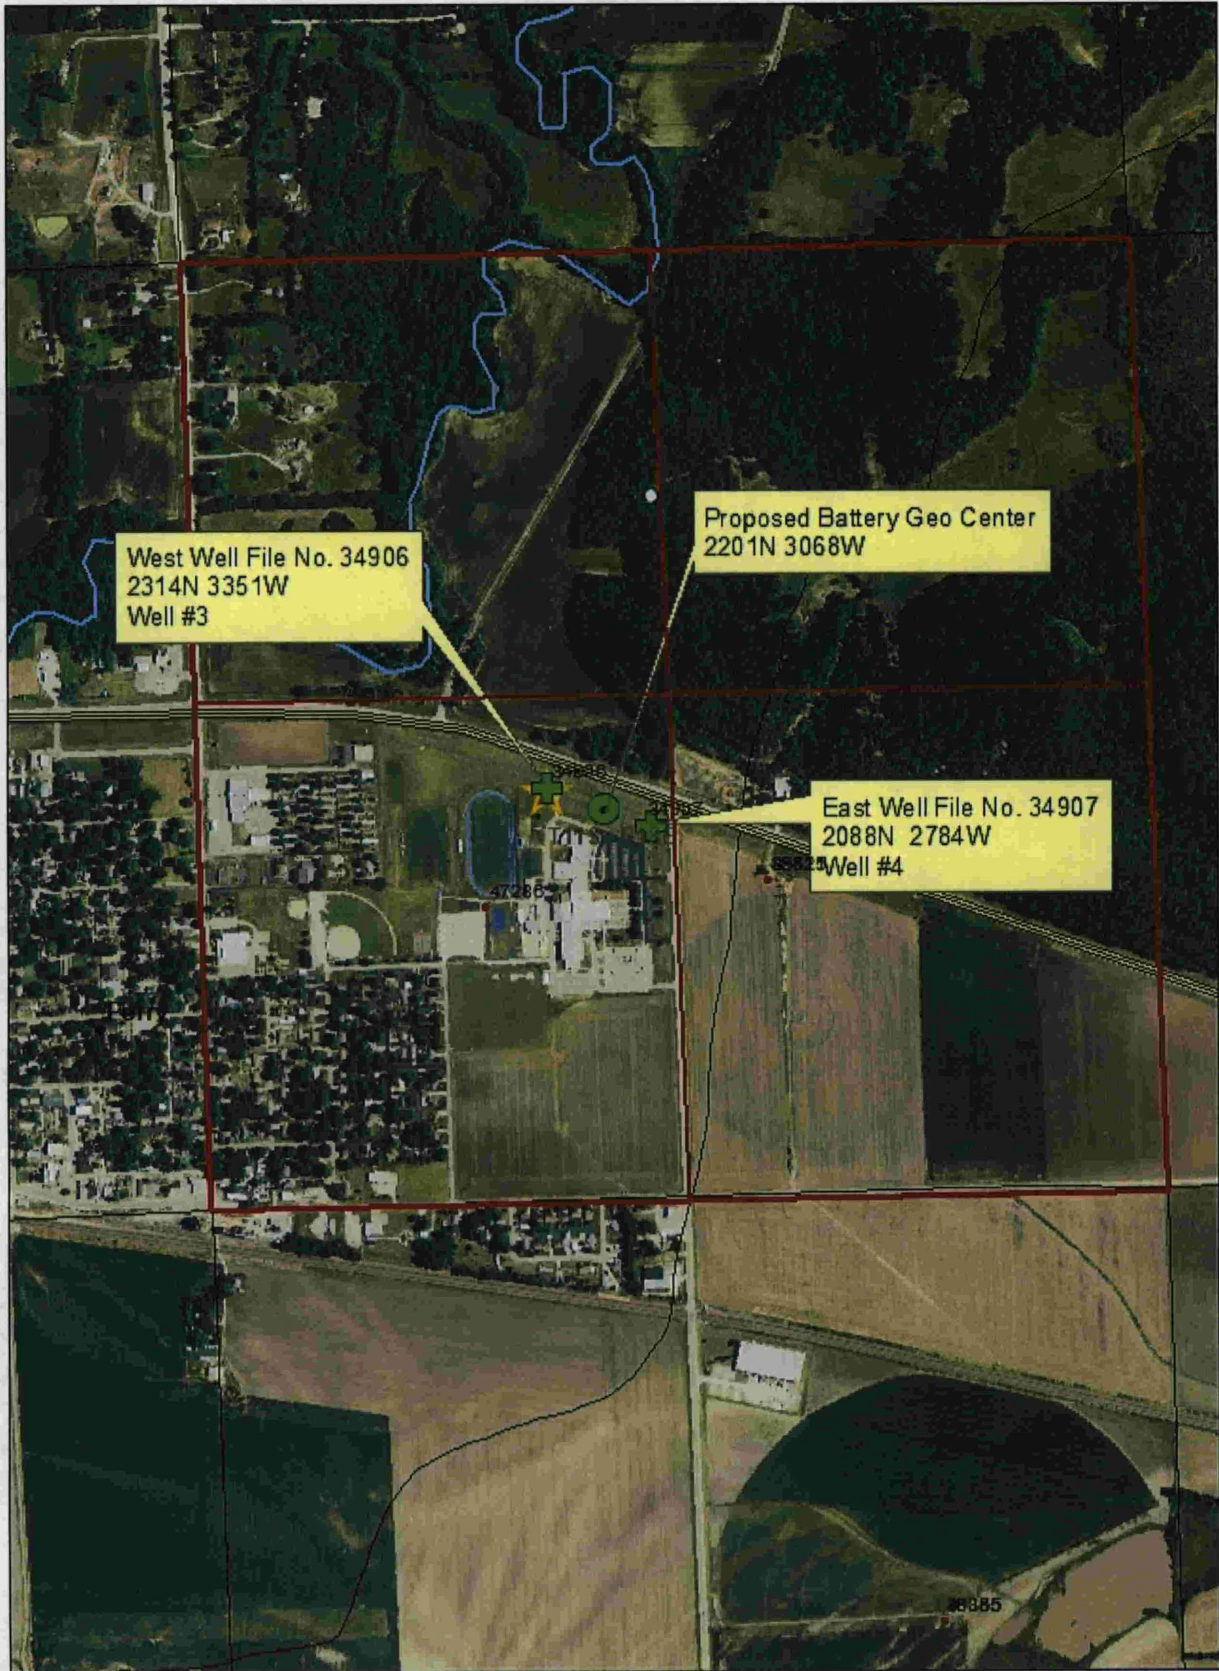 Proposed Battery Geo Center
2201N 3068W
West Well File No. 34906
2314N 3351W
Well #3
East Well File No. 34907
2088N 2784W
Well #4
47286